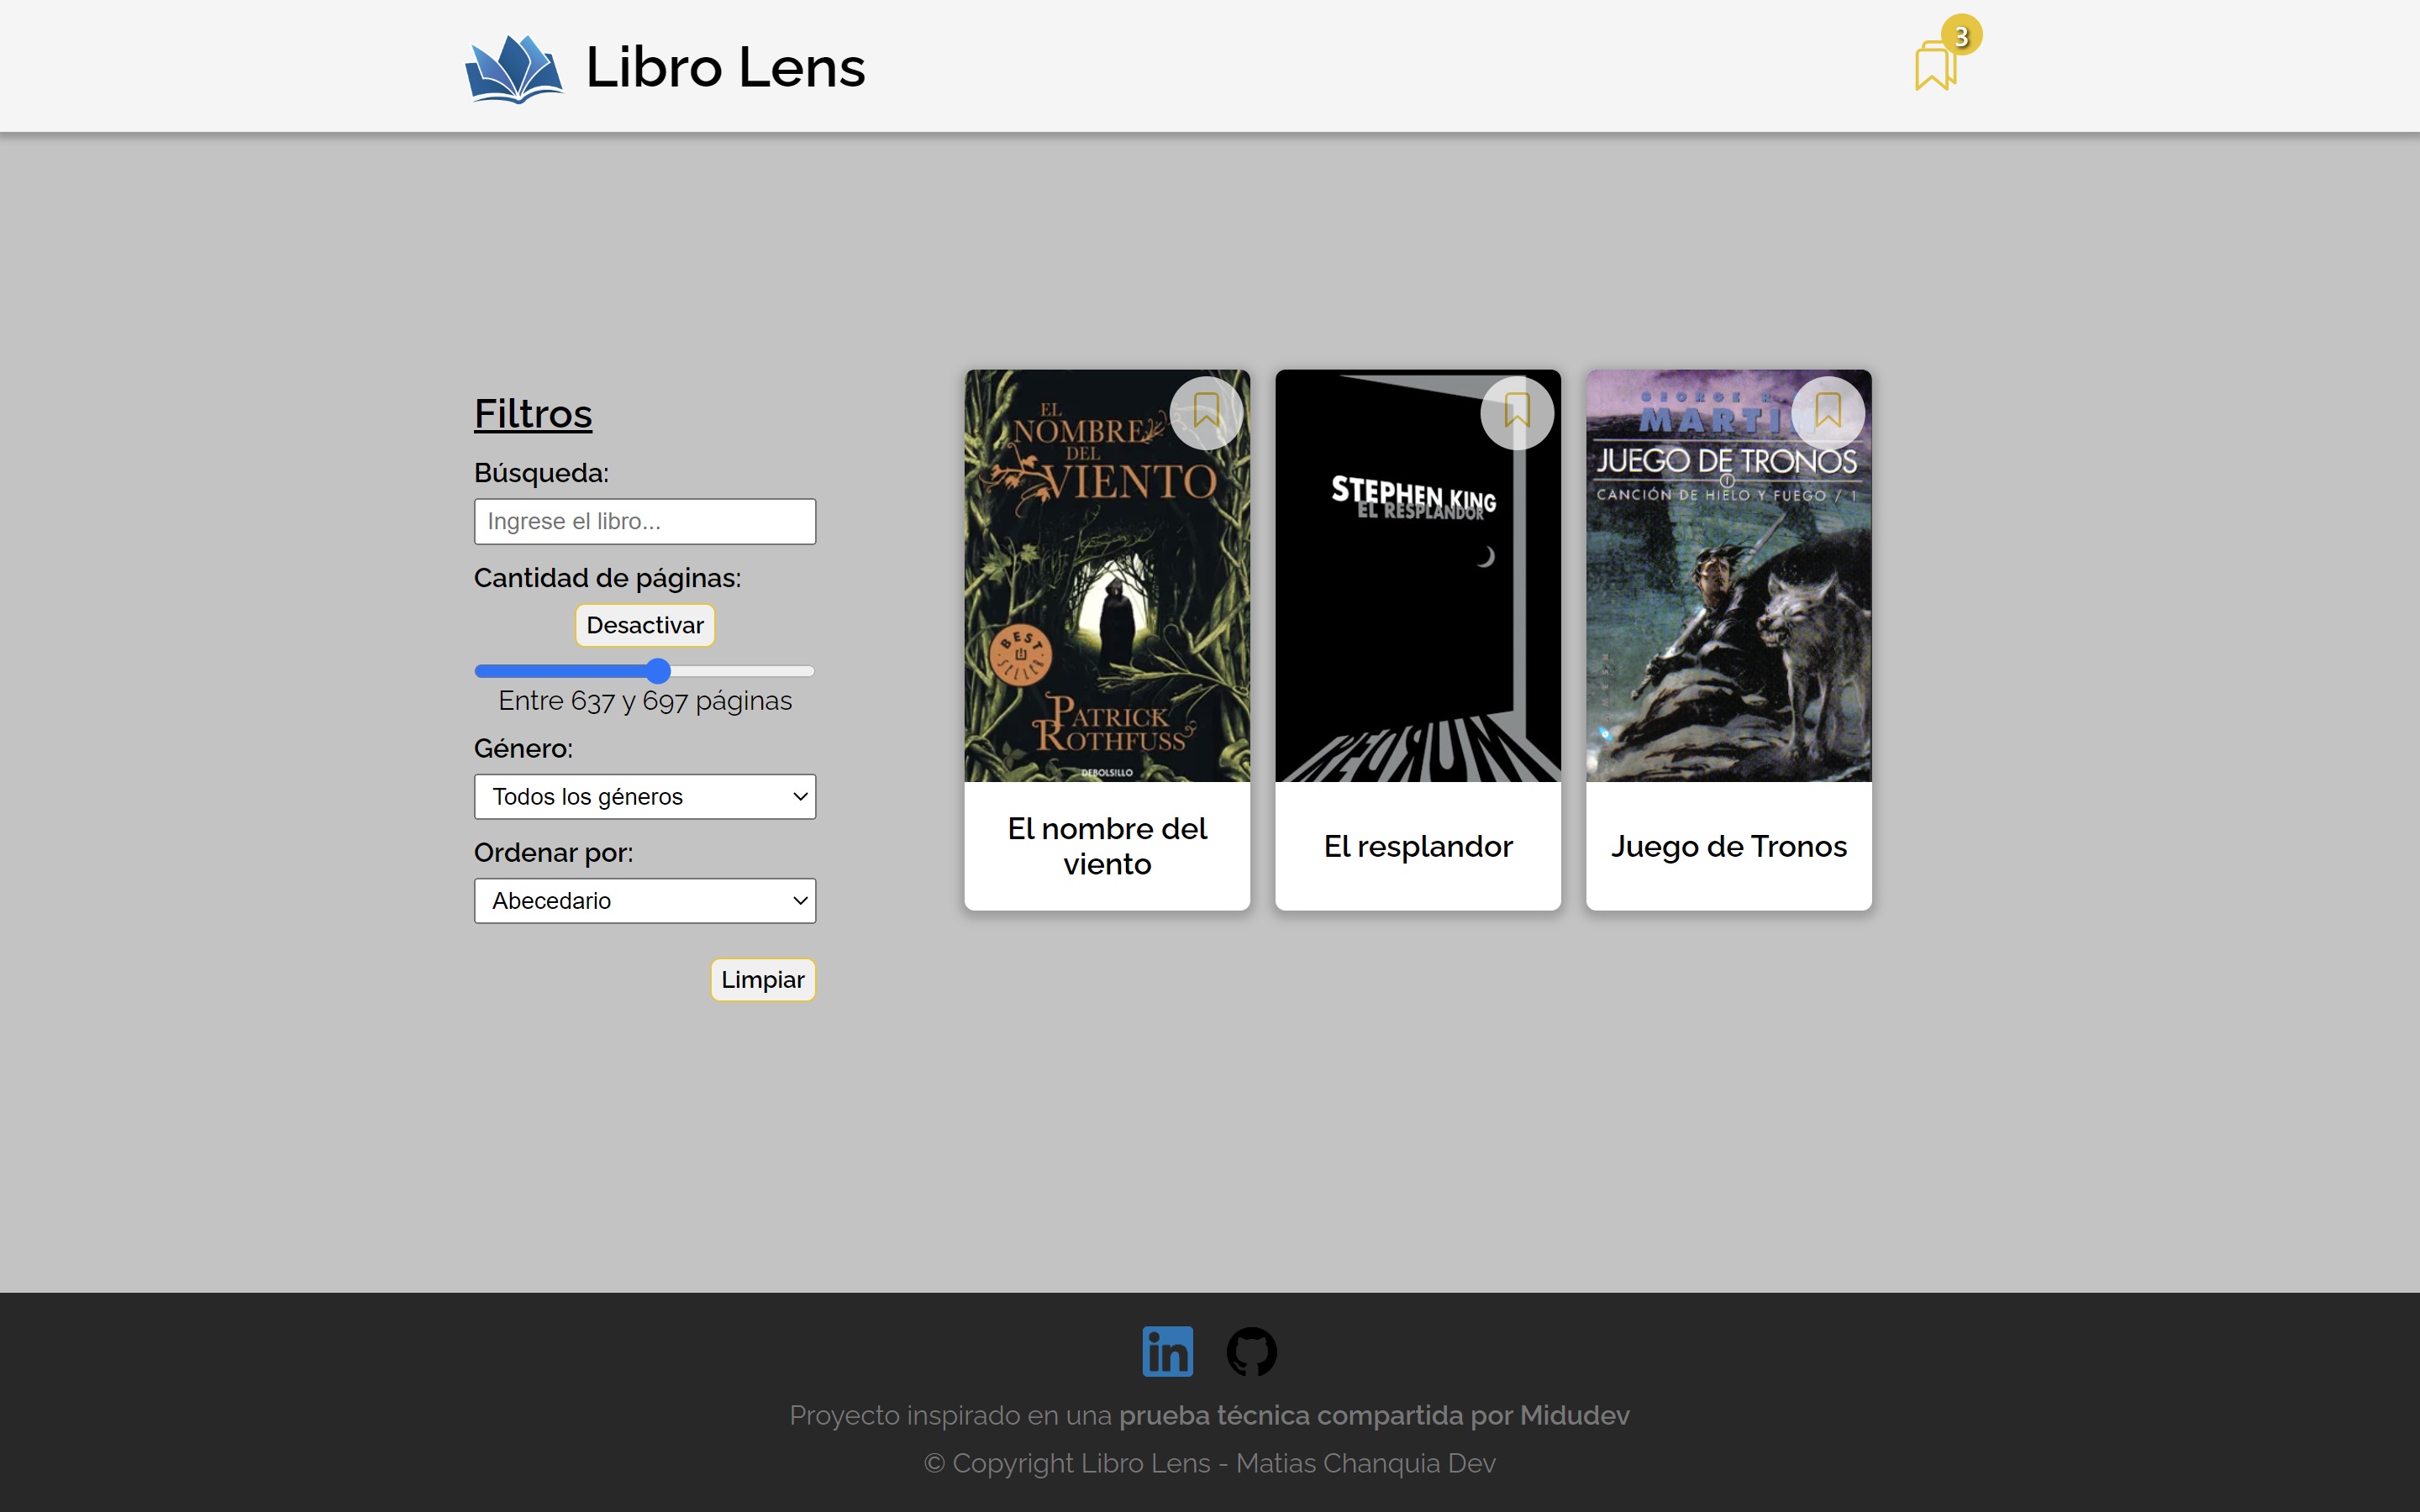 Libro Lens
3
Filtros
Búsqueda:
Ingrese el libro...
Cantidad de páginas:
Desactivar
Entre 637 y 697 páginas
Género:
Todos los géneros
Ordenar por:
Abecedario
Limpiar
EL
NOMBRE
DEL
VIENTO
BEST
SELLER
PATRICK
ROTHFUSS
DEBOLSILLO
El nombre del
viento
STEPHEN KING
EL RESPLANDOR
REDRUM
El resplandor
GEORGE R.
MARTI
JUEGO DE TRONOS
CANCIÓN DE HIELO Y FUEGO / 1
Juego de Tronos
in
Proyecto inspirado en una prueba técnica compartida por Midudev
© Copyright Libro Lens - Matias Chanquia Dev